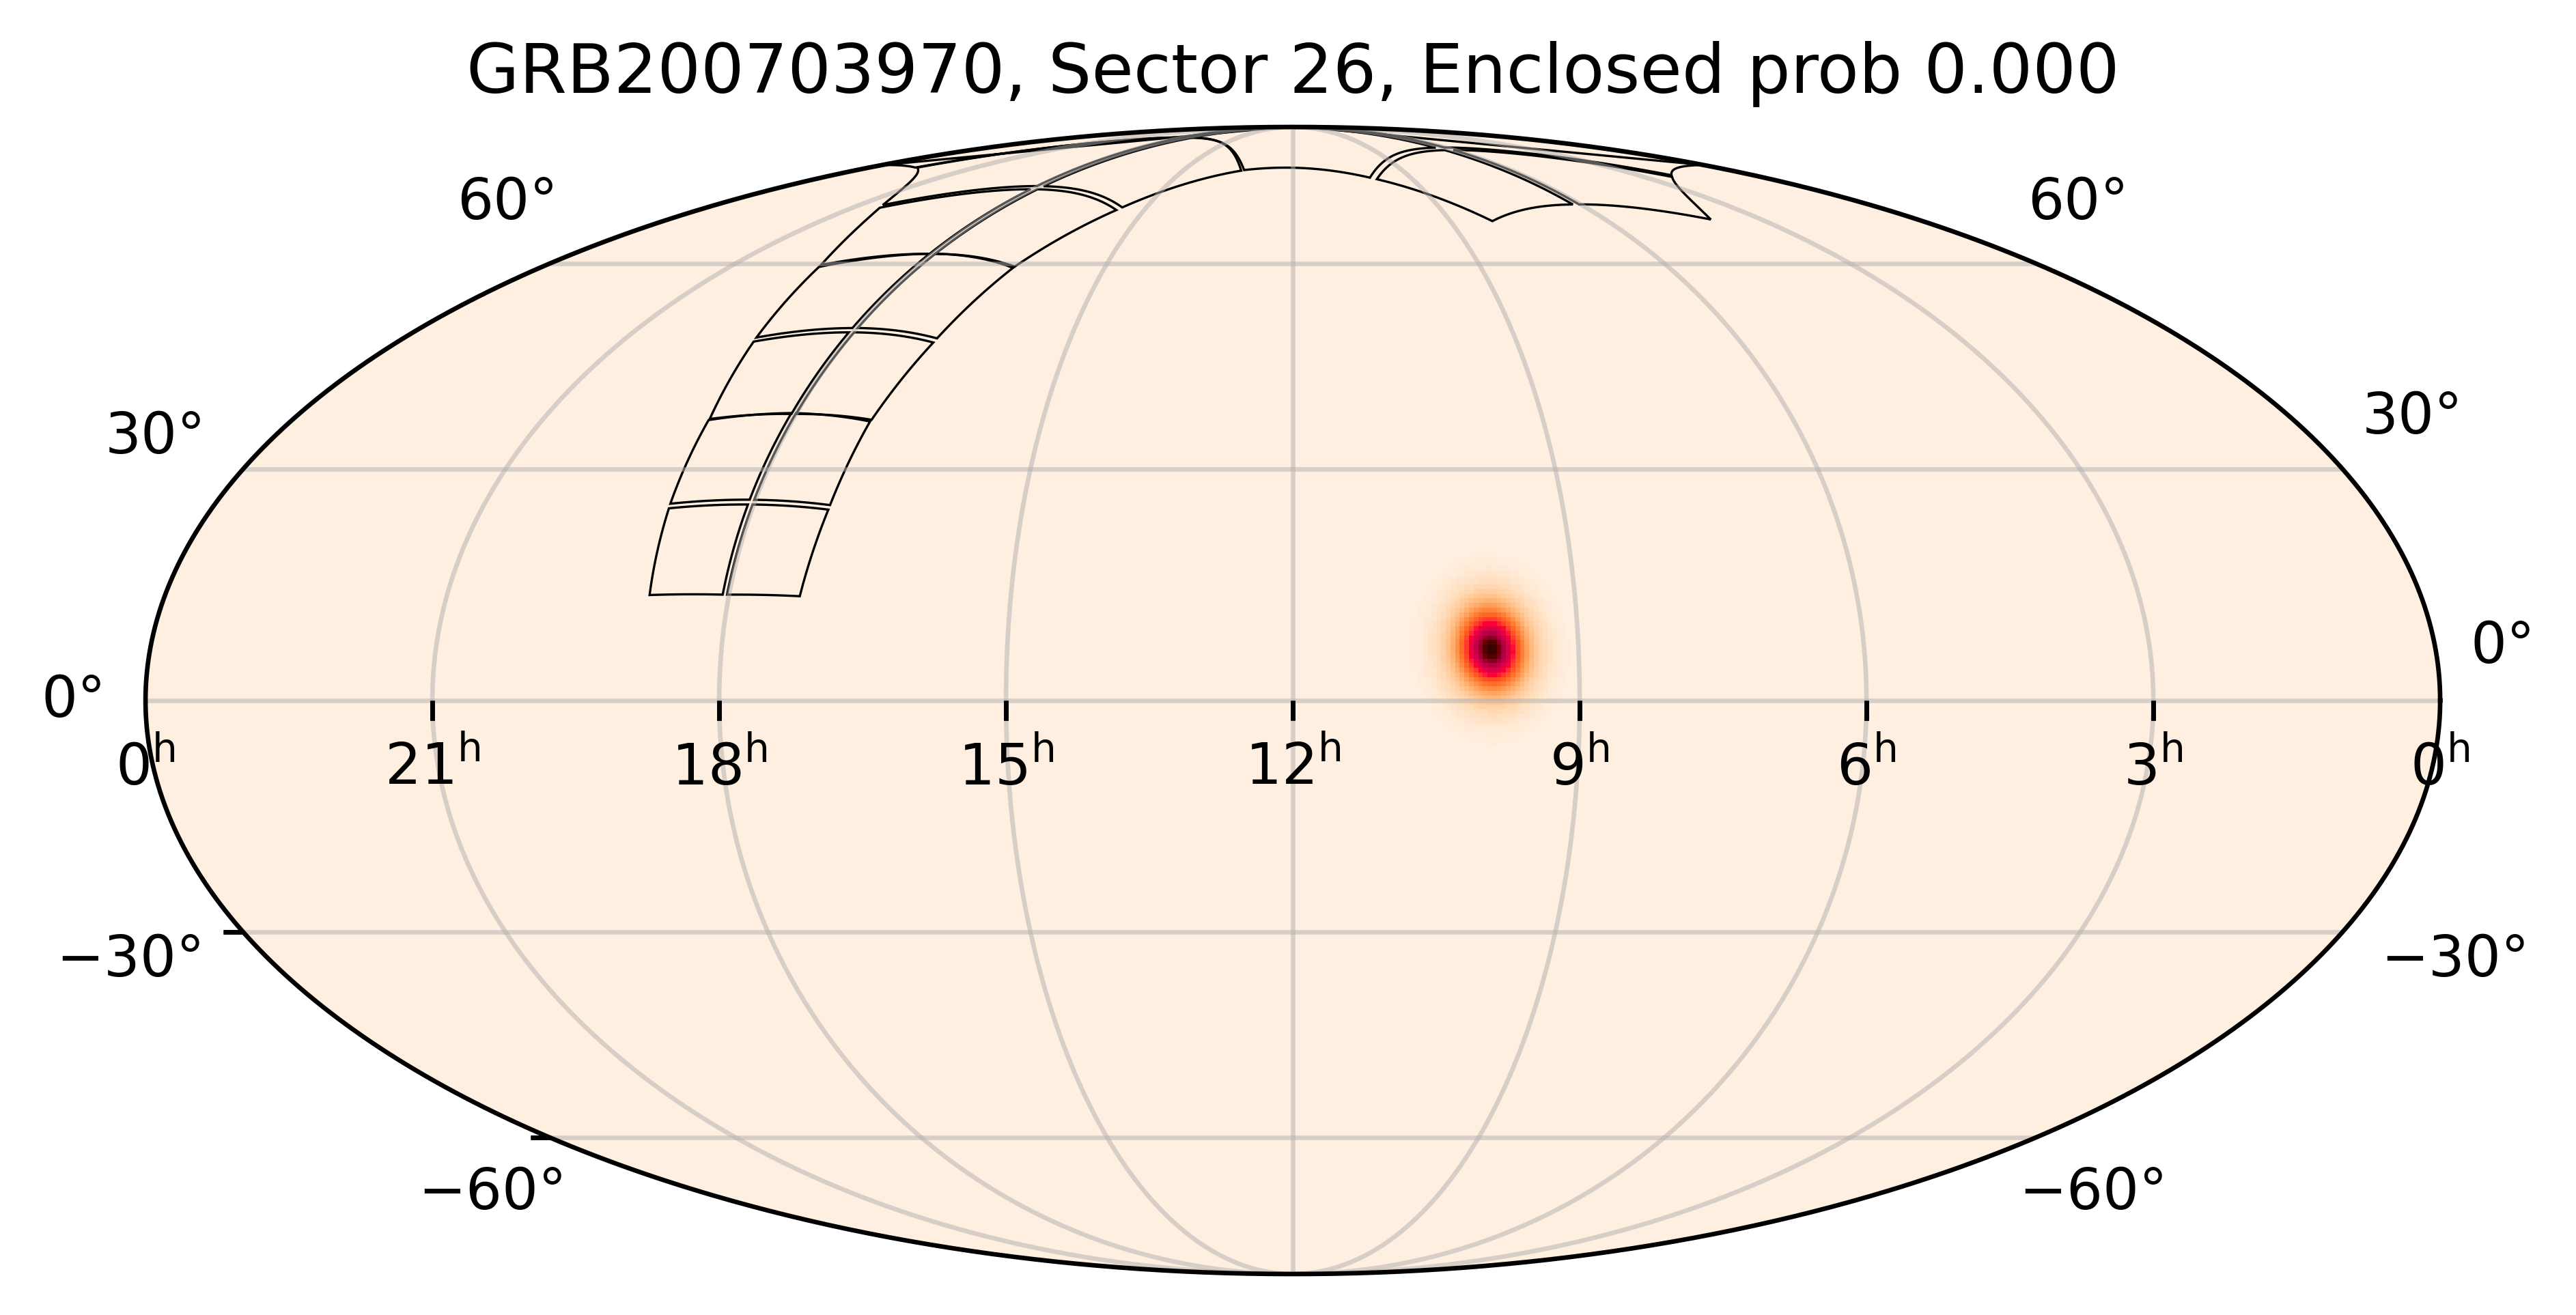 GRB200703970, Sector 26, Enclosed prob 0.000
60° 60°
30° 30°
0° 0°
0ʰ 21ʰ 18ʰ 15ʰ 12ʰ 9ʰ 6ʰ 3ʰ 0ʰ
−30° −30°
−60° −60°